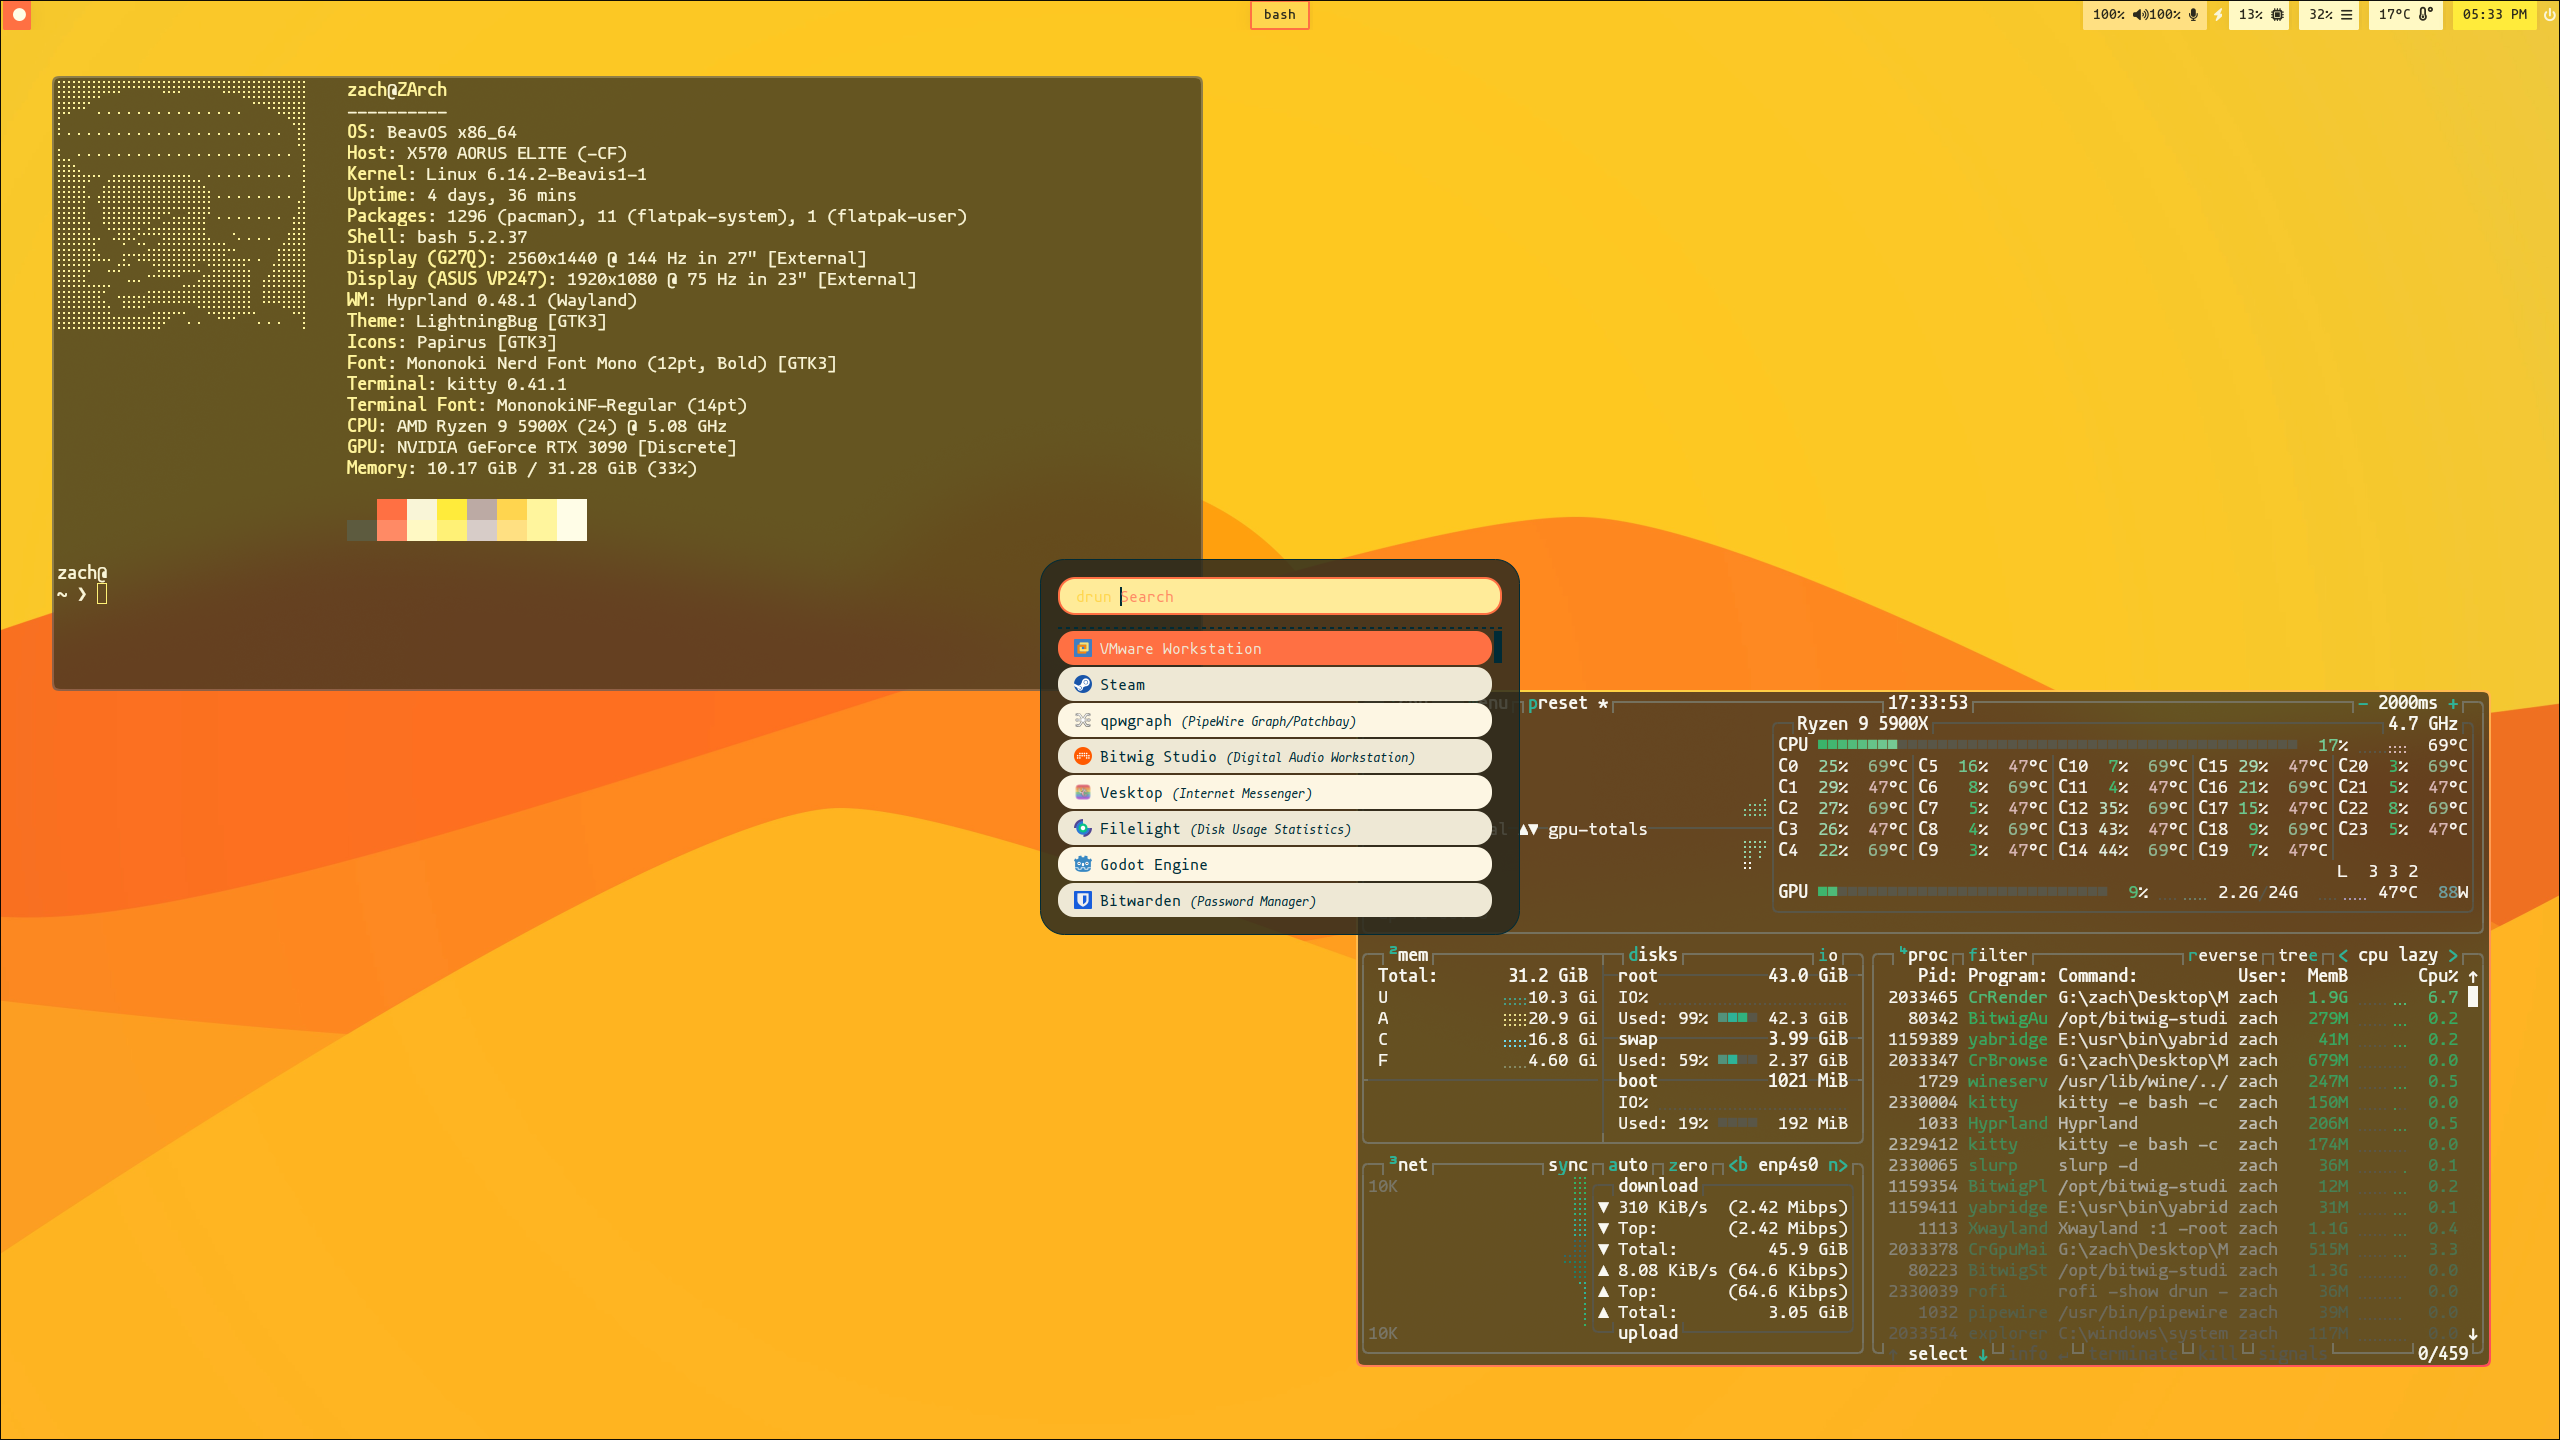 bash
100% 100%
13%
32%
17°C
05:33 PM
zach@ZArch
----------
OS: BeavOS x86_64
Host: X570 AORUS ELITE (-CF)
Kernel: Linux 6.14.2-Beavis1-1
Uptime: 4 days, 36 mins
Packages: 1296 (pacman), 11 (flatpak-system), 1 (flatpak-user)
Shell: bash 5.2.37
Display (G27Q): 2560x1440 @ 144 Hz in 27" [External]
Display (ASUS VP247): 1920x1080 @ 75 Hz in 23" [External]
WM: Hyprland 0.48.1 (Wayland)
Theme: LightningBug [GTK3]
Icons: Papirus [GTK3]
Font: Mononoki Nerd Font Mono (12pt, Bold) [GTK3]
Terminal: kitty 0.41.1
Terminal Font: MononokiNF-Regular (14pt)
CPU: AMD Ryzen 9 5900X (24) @ 5.08 GHz
GPU: NVIDIA GeForce RTX 3090 [Discrete]
Memory: 10.17 GiB / 31.28 GiB (33%)
zach@
~ ❯
drun Search
VMware Workstation
Steam
qpwgraph (PipeWire Graph/Patchbay)
Bitwig Studio (Digital Audio Workstation)
Vesktop (Internet Messenger)
Filelight (Disk Usage Statistics)
Godot Engine
Bitwarden (Password Manager)
preset * 17:33:53 - 2000ms +
Ryzen 9 5900X 4.7 GHz
CPU 17% 69°C
C0 25% 69°C C5 16% 47°C C10 7% 69°C C15 29% 47°C C20 3% 69°C
C1 29% 47°C C6 8% 69°C C11 4% 47°C C16 21% 69°C C21 5% 47°C
C2 27% 69°C C7 5% 47°C C12 35% 69°C C17 15% 47°C C22 8% 69°C
C3 26% 47°C C8 4% 69°C C13 43% 47°C C18 9% 69°C C23 5% 47°C
C4 22% 69°C C9 3% 47°C C14 44% 69°C C19 7% 47°C
L 3 3 2
GPU 9% 2.2G/24G 47°C 88W
▲▼ gpu-totals
²mem
Total: 31.2 GiB
U 10.3 Gi
A 20.9 Gi
C 16.8 Gi
F 4.60 Gi
disks io
root 43.0 GiB
IO%
Used: 99% 42.3 GiB
swap 3.99 GiB
Used: 59% 2.37 GiB
boot 1021 MiB
IO%
Used: 19% 192 MiB
³net sync auto zero <b enp4s0 n>
10K
download
▼ 310 KiB/s (2.42 Mibps)
▼ Top: (2.42 Mibps)
▼ Total: 45.9 GiB
▲ 8.08 KiB/s (64.6 Kibps)
▲ Top: (64.6 Kibps)
▲ Total: 3.05 GiB
upload
10K
⁴proc filter reverse tree < cpu lazy >
Pid: Program: Command: User: MemB Cpu% ↑
2033465 CrRender G:\zach\Desktop\M zach 1.9G 6.7
80342 BitwigAu /opt/bitwig-studi zach 279M 0.2
1159389 yabridge E:\usr\bin\yabrid zach 41M 0.2
2033347 CrBrowse G:\zach\Desktop\M zach 679M 0.0
1729 wineserv /usr/lib/wine/../ zach 247M 0.5
2330004 kitty kitty -e bash -c zach 150M 0.0
1033 Hyprland Hyprland zach 206M 0.5
2329412 kitty kitty -e bash -c zach 174M 0.0
2330065 slurp slurp -d zach 36M 0.1
1159354 BitwigPl /opt/bitwig-studi zach 12M 0.2
1159411 yabridge E:\usr\bin\yabrid zach 31M 0.1
1113 Xwayland Xwayland :1 -root zach 1.1G 0.4
2033378 CrGpuMai G:\zach\Desktop\M zach 515M 3.3
80223 BitwigSt /opt/bitwig-studi zach 1.3G 0.0
2330039 rofi rofi -show drun - zach 36M 0.0
1032 pipewire /usr/bin/pipewire zach 39M 0.0
2033514 explorer C:\windows\system zach 117M 0.0 ↓
select ↓ info terminate kill signals 0/459